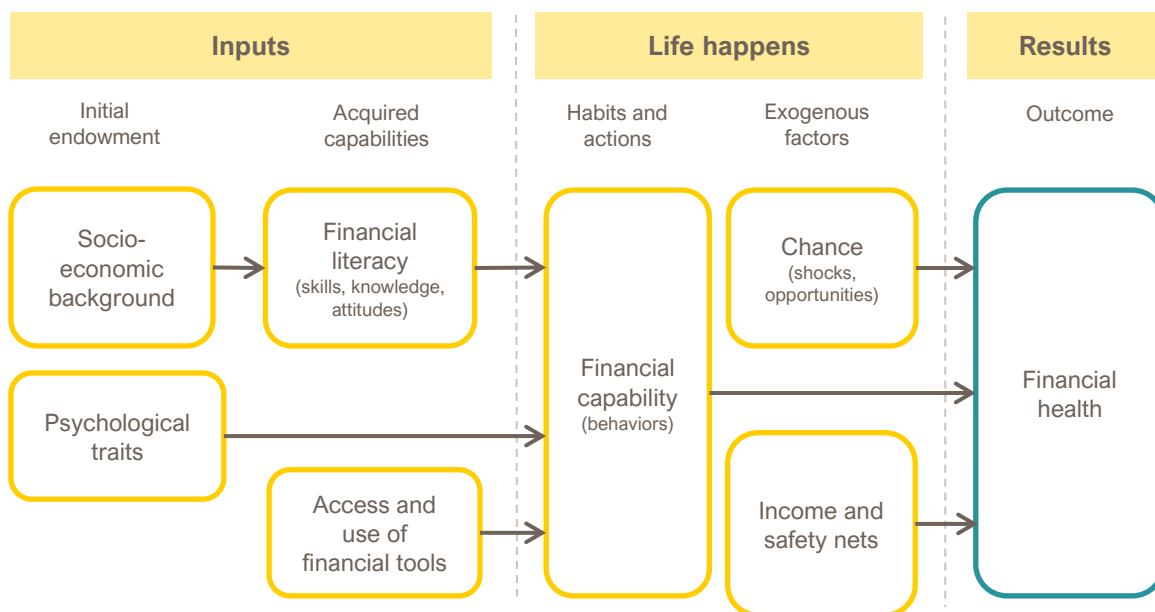 Inputs
Life happens
Results
Initial
endowment
Acquired
capabilities
Habits and
actions
Exogenous
factors
Outcome
Socio-
economic
background
Financial
literacy
(skills, knowledge,
attitudes)
Psychological
traits
Access and
use of
financial tools
Financial
capability
(behaviors)
Chance
(shocks,
opportunities)
Income and
safety nets
Financial
health